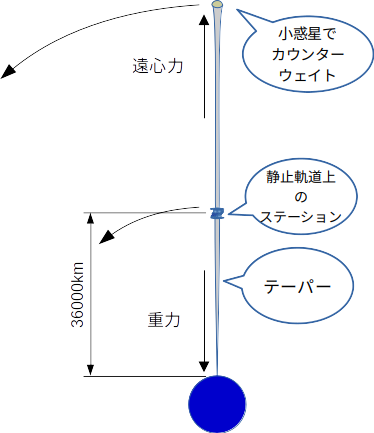 小惑星で
カウンター
ウェイト
遠心力
静止軌道上
の
ステーション
テーパー
36000km
重力